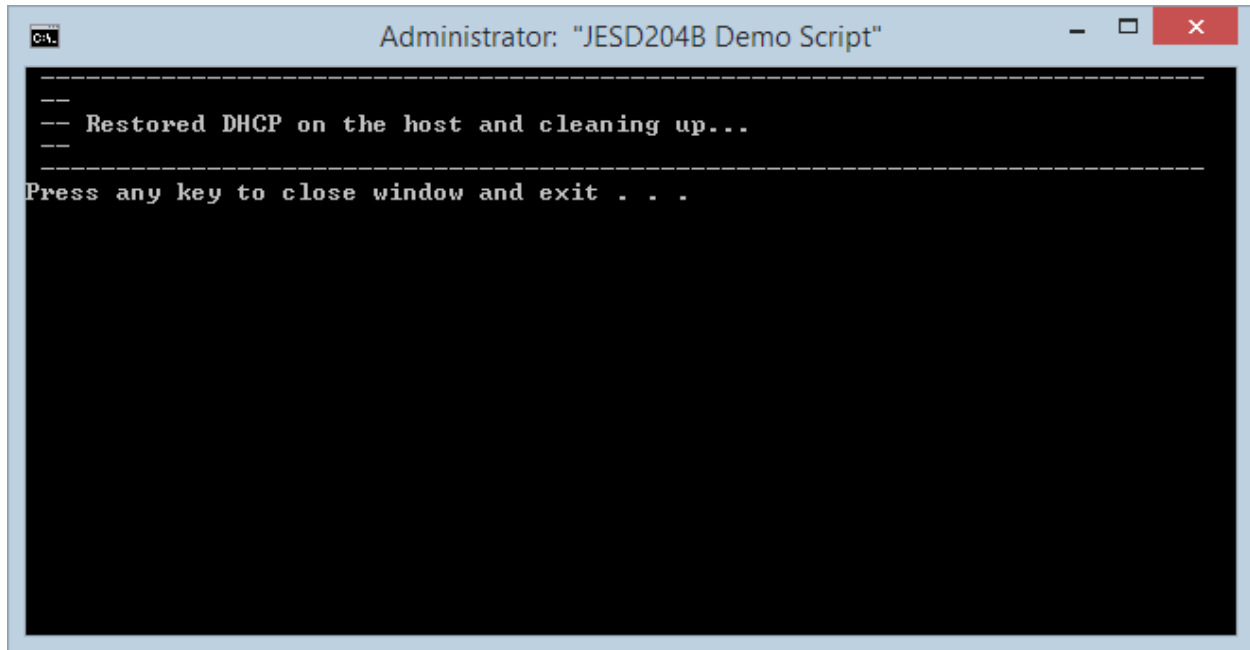 C:\.
Administrator: "JESD204B Demo Script"
-----------------------------------------------------------------------------
--
-- Restored DHCP on the host and cleaning up...
--
-----------------------------------------------------------------------------
Press any key to close window and exit . . .